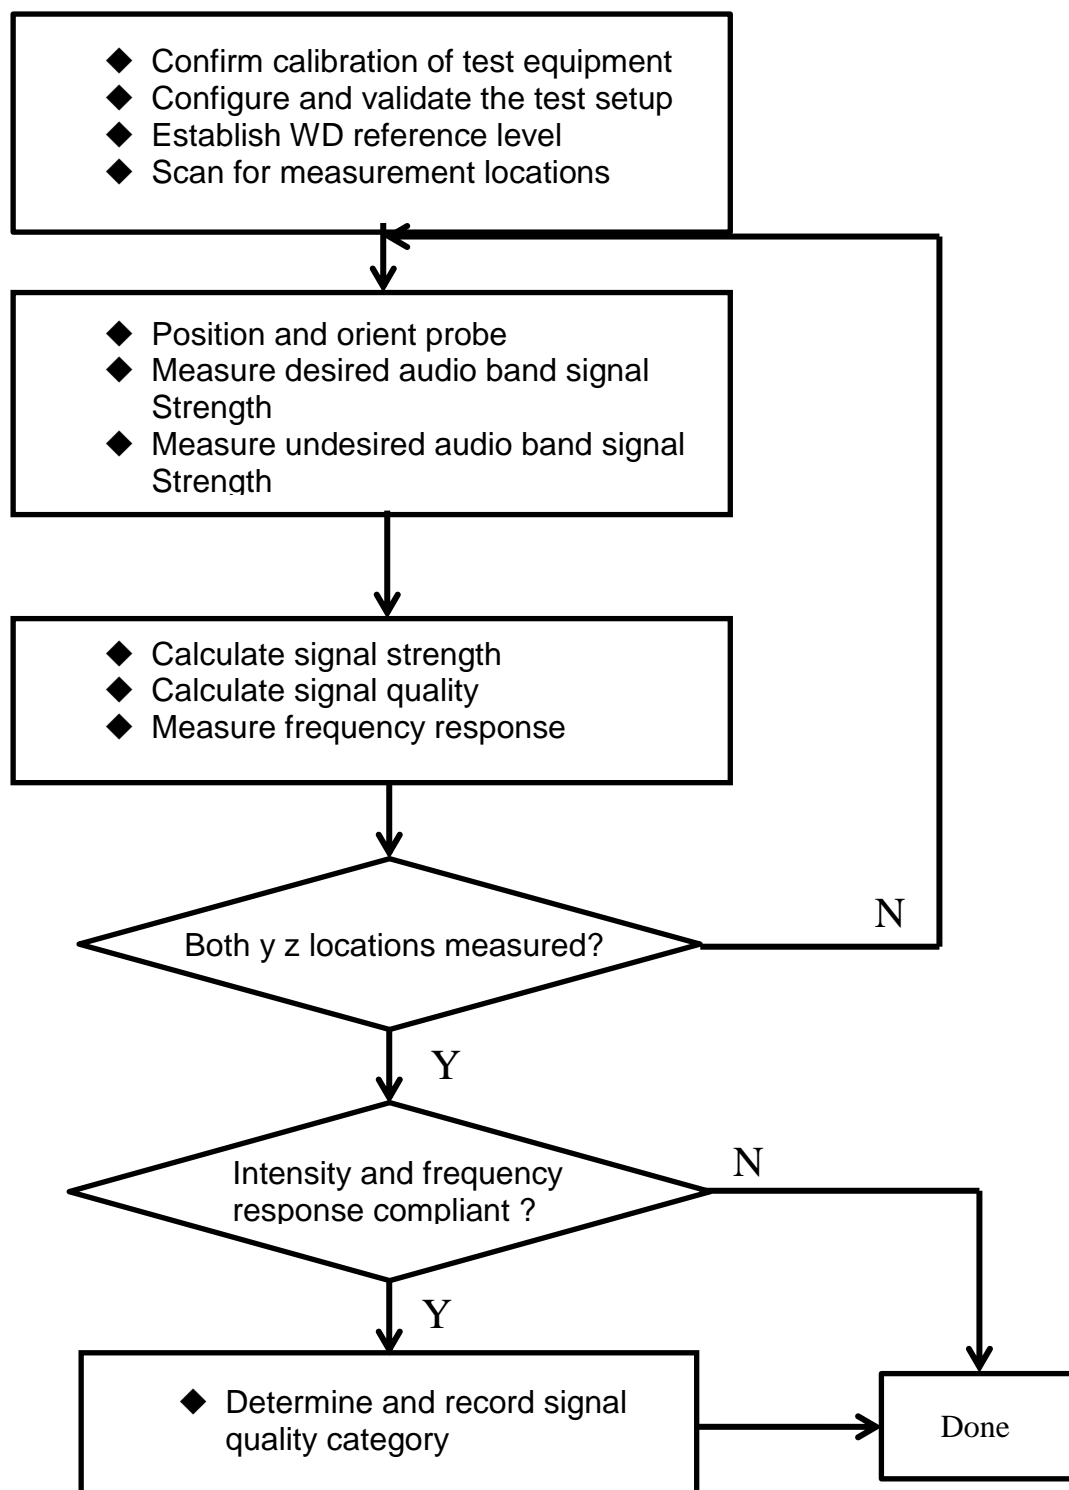 ◆ Confirm calibration of test equipment
◆ Configure and validate the test setup
◆ Establish WD reference level
◆ Scan for measurement locations
◆ Position and orient probe
◆ Measure desired audio band signal
Strength
◆ Measure undesired audio band signal
Strength
◆ Calculate signal strength
◆ Calculate signal quality
◆ Measure frequency response
Both y z locations measured?
N
Y
Intensity and frequency
response compliant ?
N
Y
◆ Determine and record signal
quality category
Done